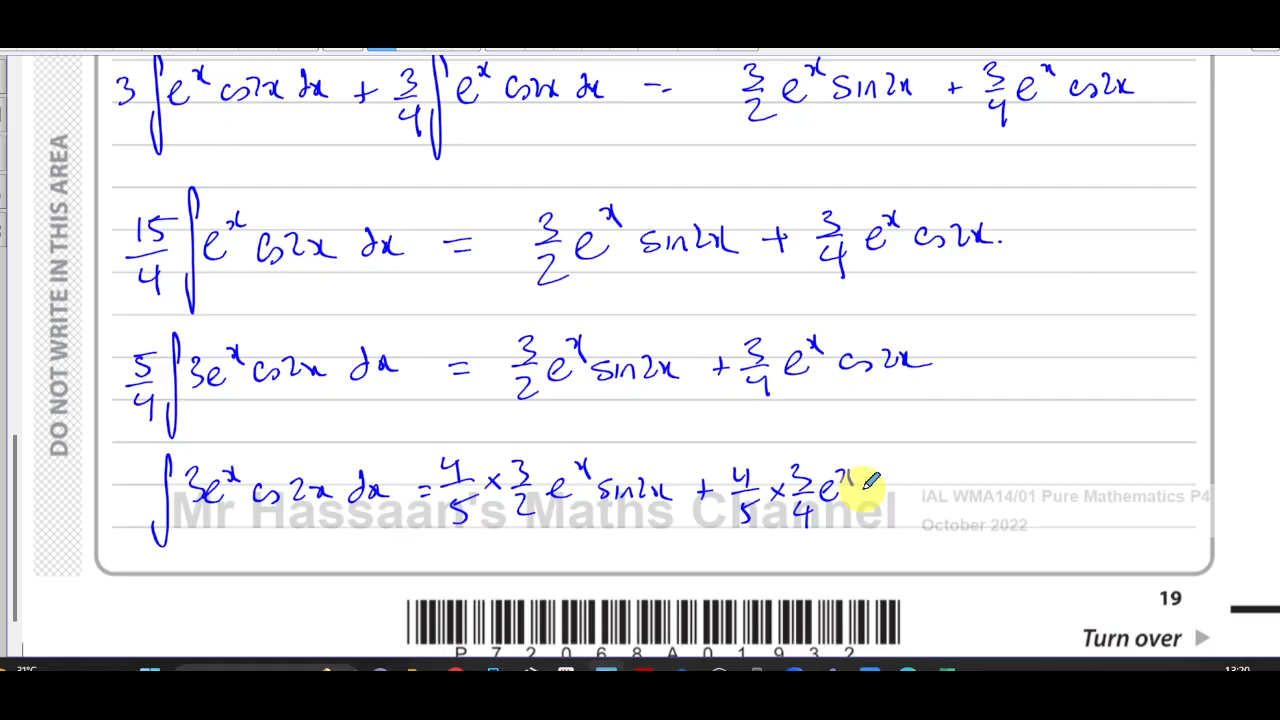 3∫eˣ cos2x dx + 3/4 ∫eˣ cos2x dx = 3/2 eˣ sin2x + 3/4 eˣ cos2x
15/4 ∫eˣ cos2x dx = 3/2 eˣ sin2x + 3/4 eˣ cos2x.
5/4 ∫3eˣ cos2x dx = 3/2 eˣ sin2x + 3/4 eˣ cos2x
∫3eˣ cos2x dx = 4/5 × 3/2 eˣ sin2x + 4/5 × 3/4 eˣ
DO NOT WRITE IN THIS AREA
Mr Hassaan's Maths Channel
IAL WMA14/01 Pure Mathematics P4
October 2022
19
P72068A01932
Turn over
31°C
13:20